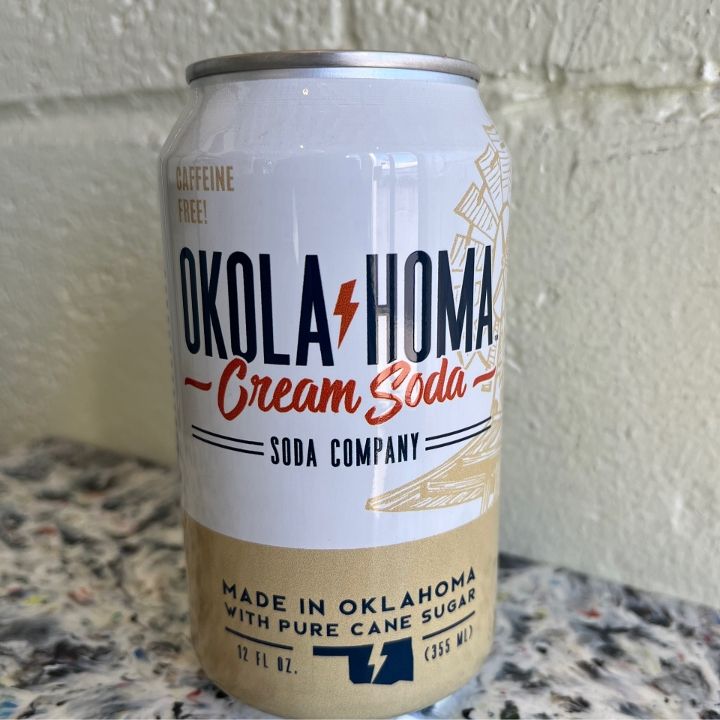 CAFFEINE
FREE!
OKOLA HOMA
~Cream Soda~
SODA COMPANY
MADE IN OKLAHOMA
WITH PURE CANE SUGAR
12 FL OZ. (355 ML)